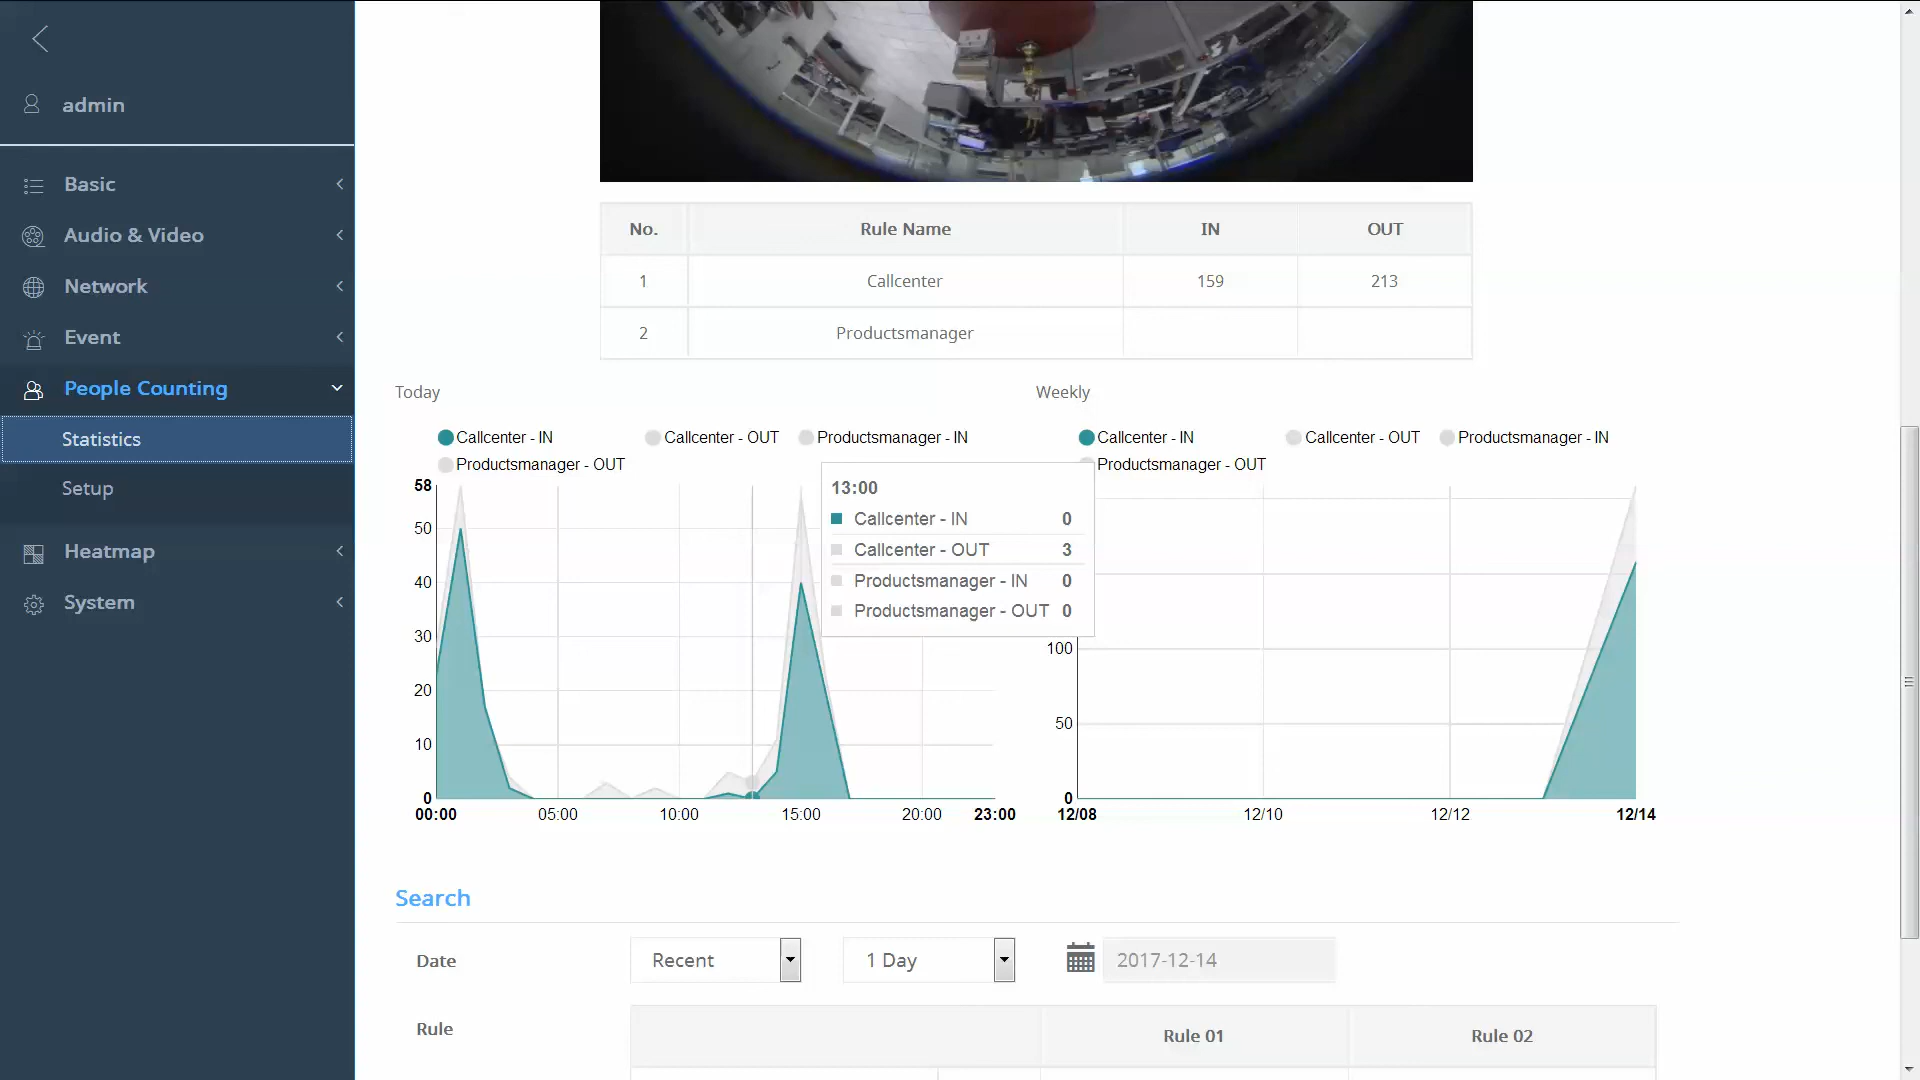 admin
Basic
Audio & Video
Network
Event
People Counting
Statistics
Setup
Heatmap
System
No. Rule Name IN OUT
1 Callcenter 159 213
2 Productsmanager
Today
Callcenter - IN Callcenter - OUT Productsmanager - IN
Productsmanager - OUT
58
50
40
30
20
10
0
00:00 05:00 10:00 15:00 20:00 23:00
13:00
Callcenter - IN 0
Callcenter - OUT 3
Productsmanager - IN 0
Productsmanager - OUT 0
Weekly
Callcenter - IN Callcenter - OUT Productsmanager - IN
Productsmanager - OUT
100
50
0
12/08 12/10 12/12 12/14
Search
Date Recent 1 Day 2017-12-14
Rule Rule 01 Rule 02